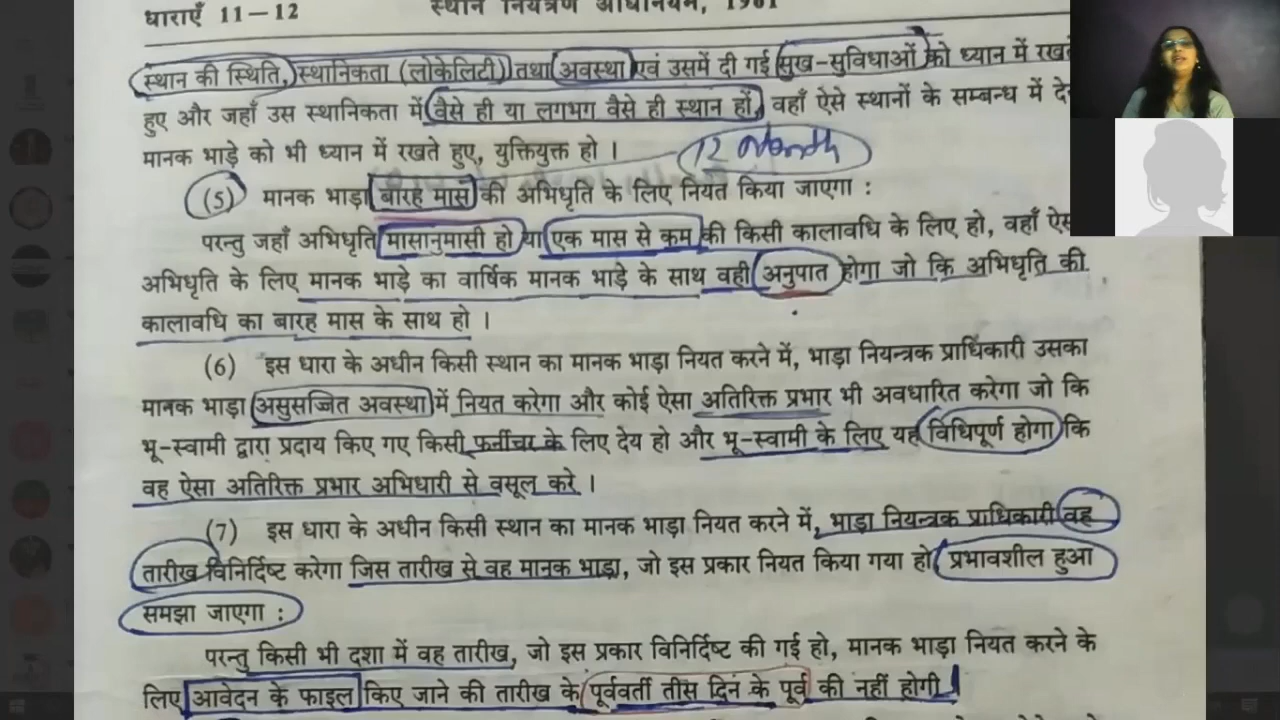 धाराएँ 11-12 स्थान नियंत्रण अधिनियम, 1961
स्थान की स्थिति, स्थानिकता (लोकेलिटी) तथा अवस्था एवं उसमें दी गई सुख-सुविधाओं को ध्यान में रखते
हुए और जहाँ उस स्थानिकता में वैसे ही या लगभग वैसे ही स्थान हों, वहाँ ऐसे स्थानों के सम्बन्ध में
मानक भाड़े को भी ध्यान में रखते हुए, युक्तियुक्त हो । 12 Month
(5) मानक भाड़ा बारह मास की अभिधृति के लिए नियत किया जाएगा :
परन्तु जहाँ अभिधृति मासानुमासी हो या एक मास से कम की किसी कालावधि के लिए हो, वहाँ
अभिधृति के लिए मानक भाड़े का वार्षिक मानक भाड़े के साथ वही अनुपात होगा जो कि अभिधृति की
कालावधि का बारह मास के साथ हो ।
(6) इस धारा के अधीन किसी स्थान का मानक भाड़ा नियत करने में, भाड़ा नियन्त्रक प्राधिकारी उसका
मानक भाड़ा असुसज्जित अवस्था में नियत करेगा और कोई ऐसा अतिरिक्त प्रभार भी अवधारित करेगा जो कि
भू-स्वामी द्वारा प्रदाय किए गए किसी फर्नीचर के लिए देय हो और भू-स्वामी के लिए यह विधिपूर्ण होगा कि
वह ऐसा अतिरिक्त प्रभार अभिधारी से वसूल करे ।
(7) इस धारा के अधीन किसी स्थान का मानक भाड़ा नियत करने में, भाड़ा नियन्त्रक प्राधिकारी वह
तारीख विनिर्दिष्ट करेगा जिस तारीख से वह मानक भाड़ा, जो इस प्रकार नियत किया गया हो प्रभावशील हुआ
समझा जाएगा :
परन्तु किसी भी दशा में वह तारीख, जो इस प्रकार विनिर्दिष्ट की गई हो, मानक भाड़ा नियत करने के
लिए आवेदन के फाइल किए जाने की तारीख के पूर्ववर्ती तीस दिन के पूर्व की नहीं होगी ।